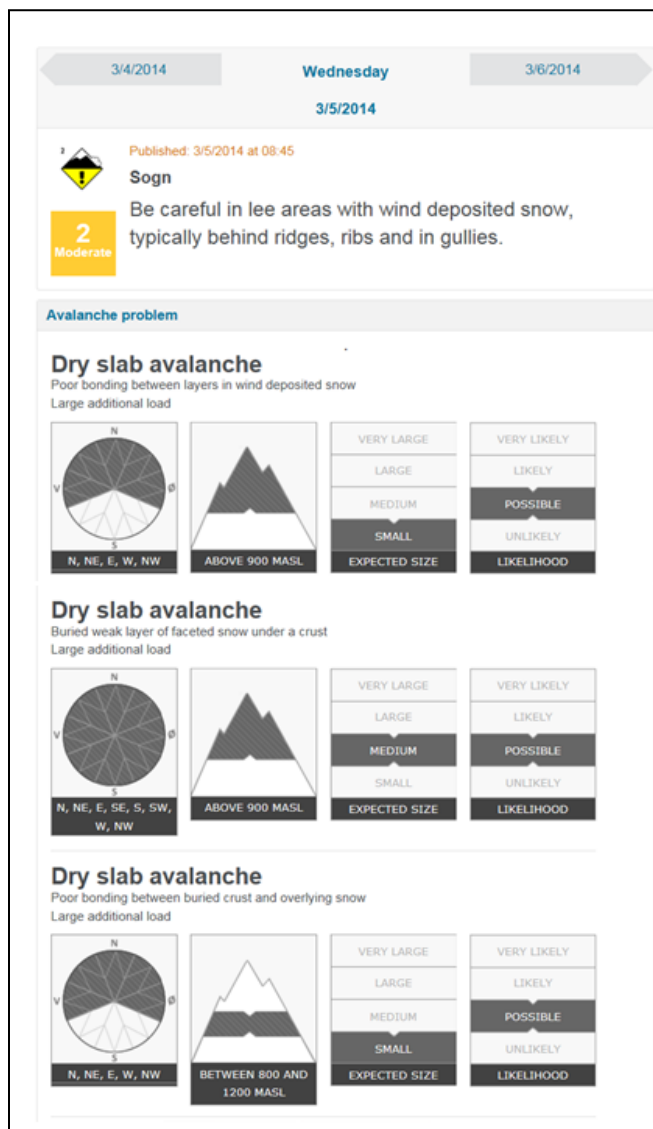 3/4/2014
Wednesday
3/6/2014
3/5/2014
2
Published: 3/5/2014 at 08:45
Sogn
Be careful in lee areas with wind deposited snow,
typically behind ridges, ribs and in gullies.
2
Moderate
Avalanche problem
Dry slab avalanche
Poor bonding between layers in wind deposited snow
Large additional load
N
V
Ø
S
N, NE, E, W, NW
ABOVE 900 MASL
VERY LARGE
LARGE
MEDIUM
SMALL
EXPECTED SIZE
VERY LIKELY
LIKELY
POSSIBLE
UNLIKELY
LIKELIHOOD
Dry slab avalanche
Buried weak layer of faceted snow under a crust
Large additional load
N
V
Ø
S
N, NE, E, SE, S, SW,
W, NW
ABOVE 900 MASL
VERY LARGE
LARGE
MEDIUM
SMALL
EXPECTED SIZE
VERY LIKELY
LIKELY
POSSIBLE
UNLIKELY
LIKELIHOOD
Dry slab avalanche
Poor bonding between buried crust and overlying snow
Large additional load
N
V
Ø
S
N, NE, E, W, NW
BETWEEN 800 AND
1200 MASL
VERY LARGE
LARGE
MEDIUM
SMALL
EXPECTED SIZE
VERY LIKELY
LIKELY
POSSIBLE
UNLIKELY
LIKELIHOOD